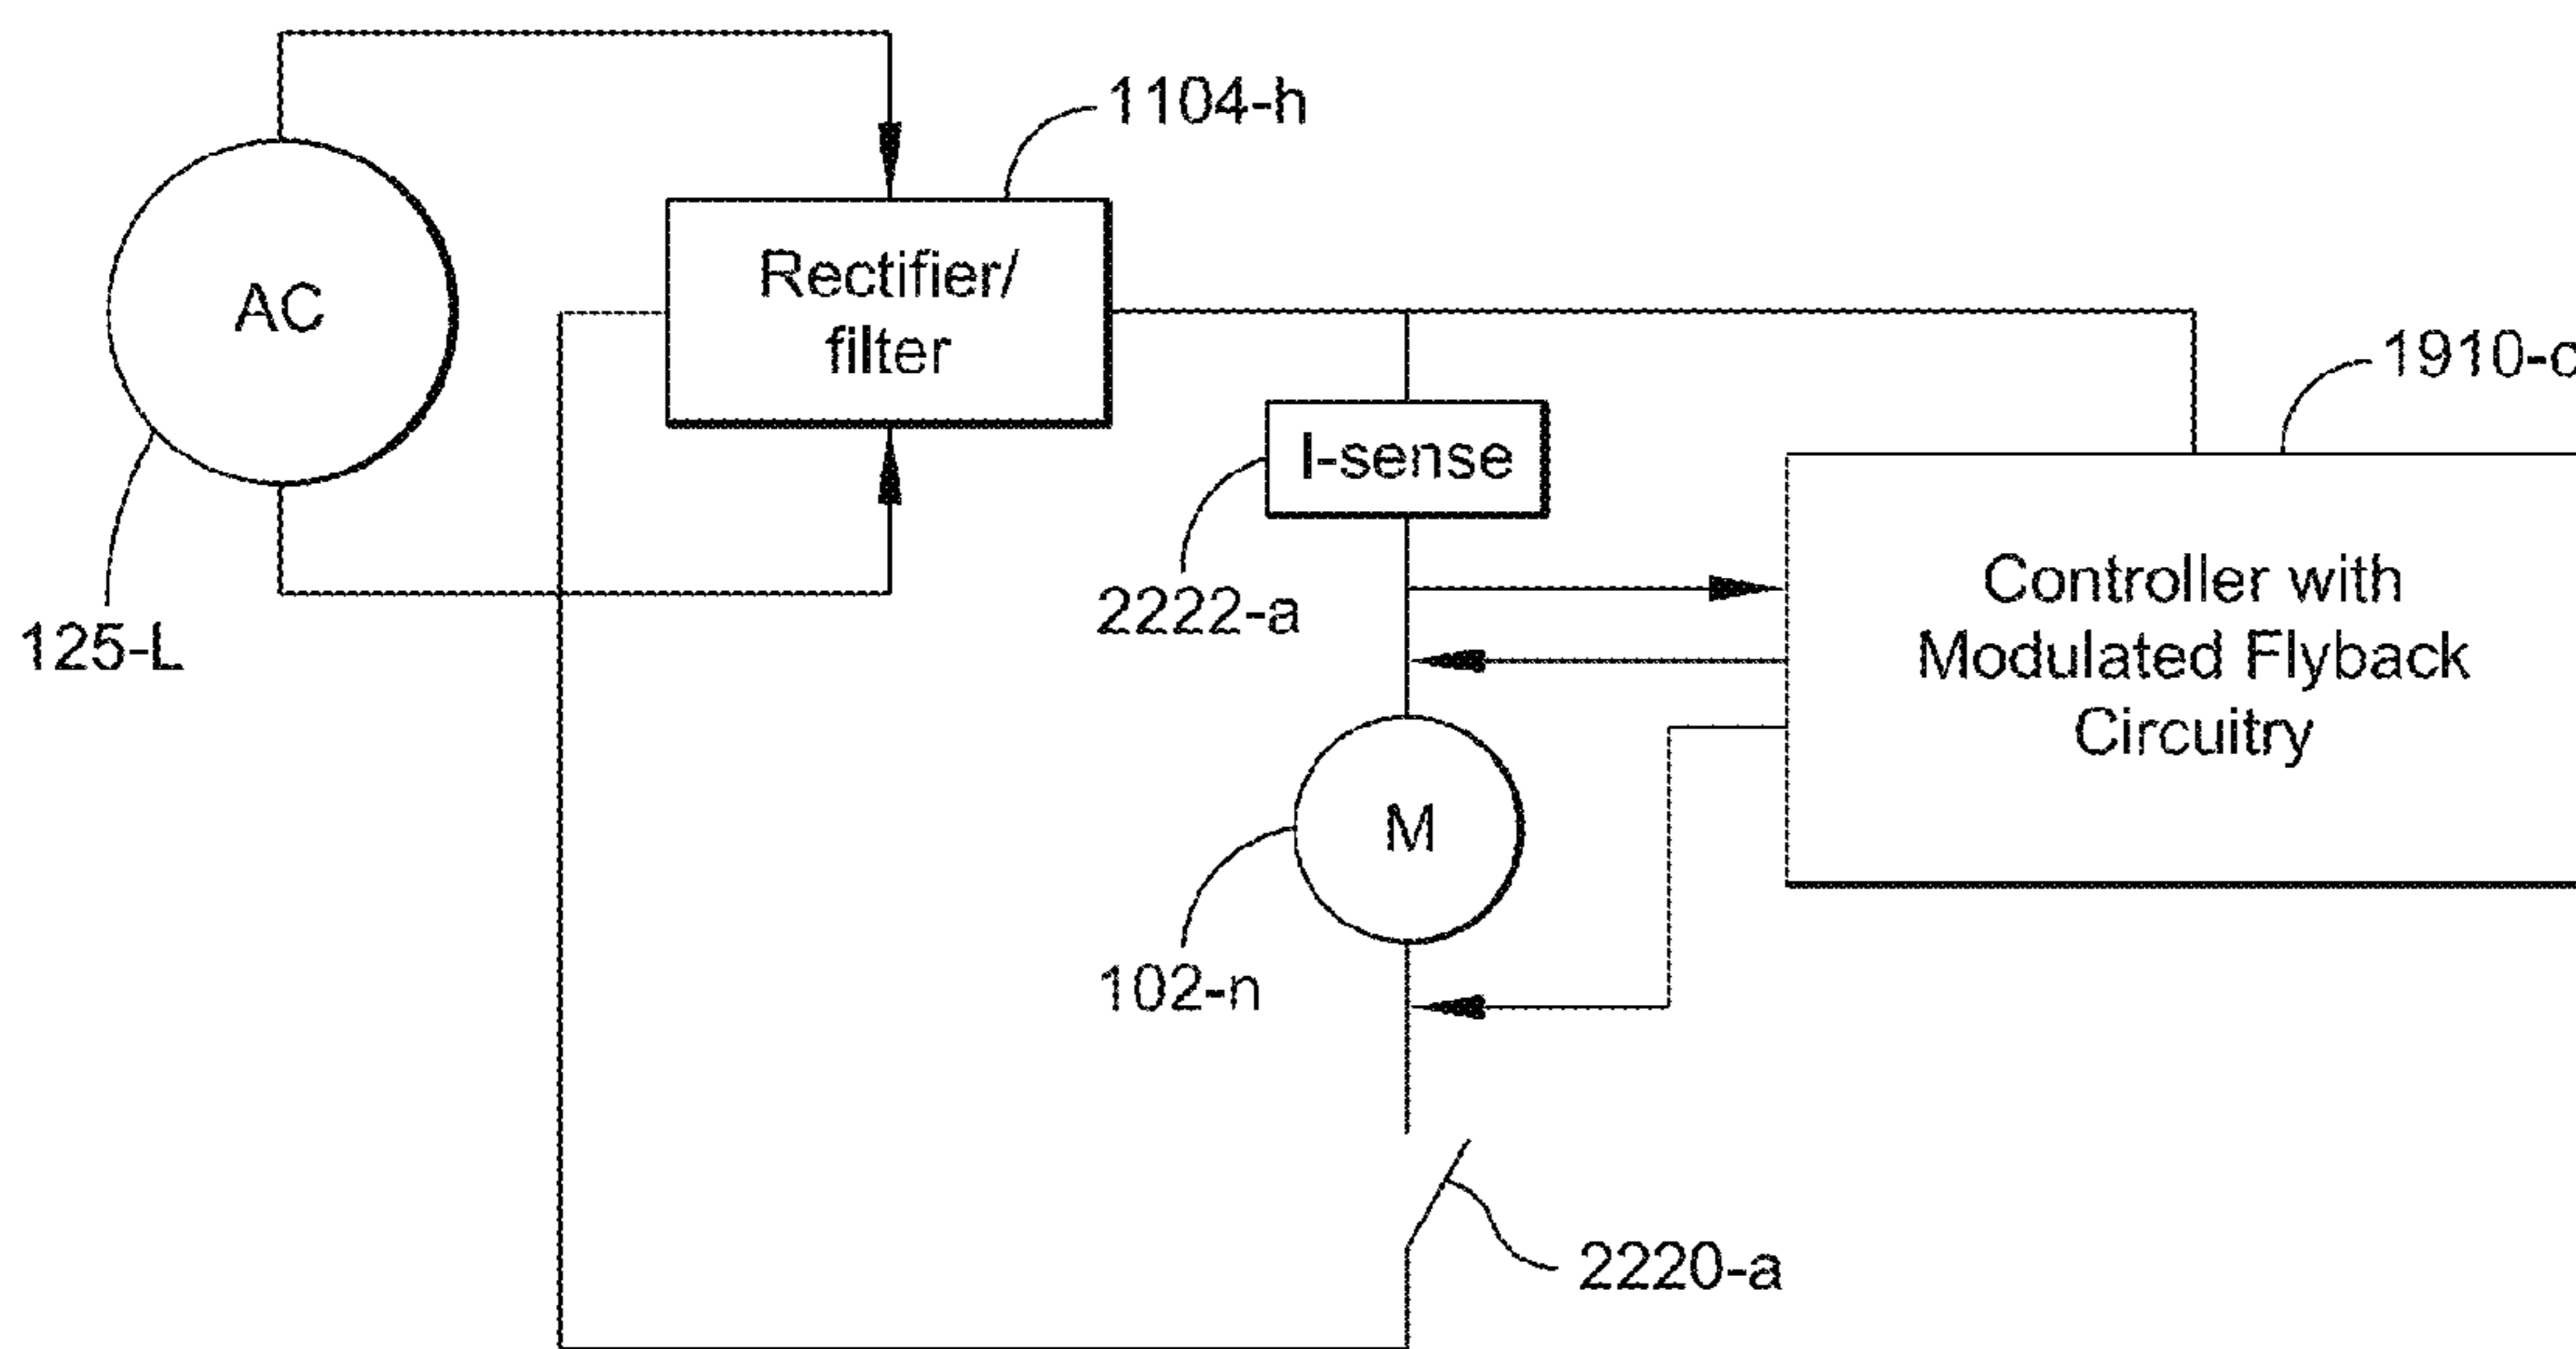 1104-h
AC
Rectifier/
filter
1910-
I-sense
2222-a
125-L
Controller with
Modulated Flyback
Circuitry
M
102-n
2220-a